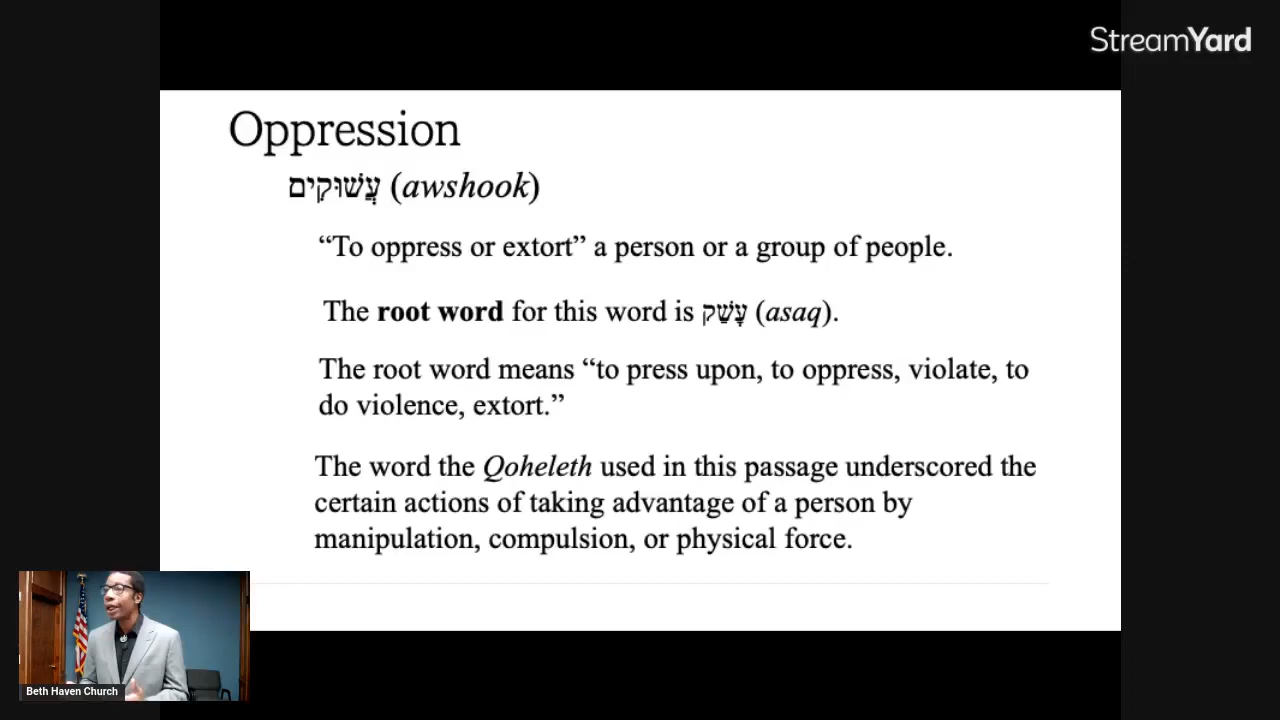 StreamYard
Oppression
עֲשׁוּקִים (awshook)
“To oppress or extort” a person or a group of people.
The root word for this word is עָשַׁק (asaq).
The root word means “to press upon, to oppress, violate, to
do violence, extort.”
The word the Qoheleth used in this passage underscored the
certain actions of taking advantage of a person by
manipulation, compulsion, or physical force.
Beth Haven Church